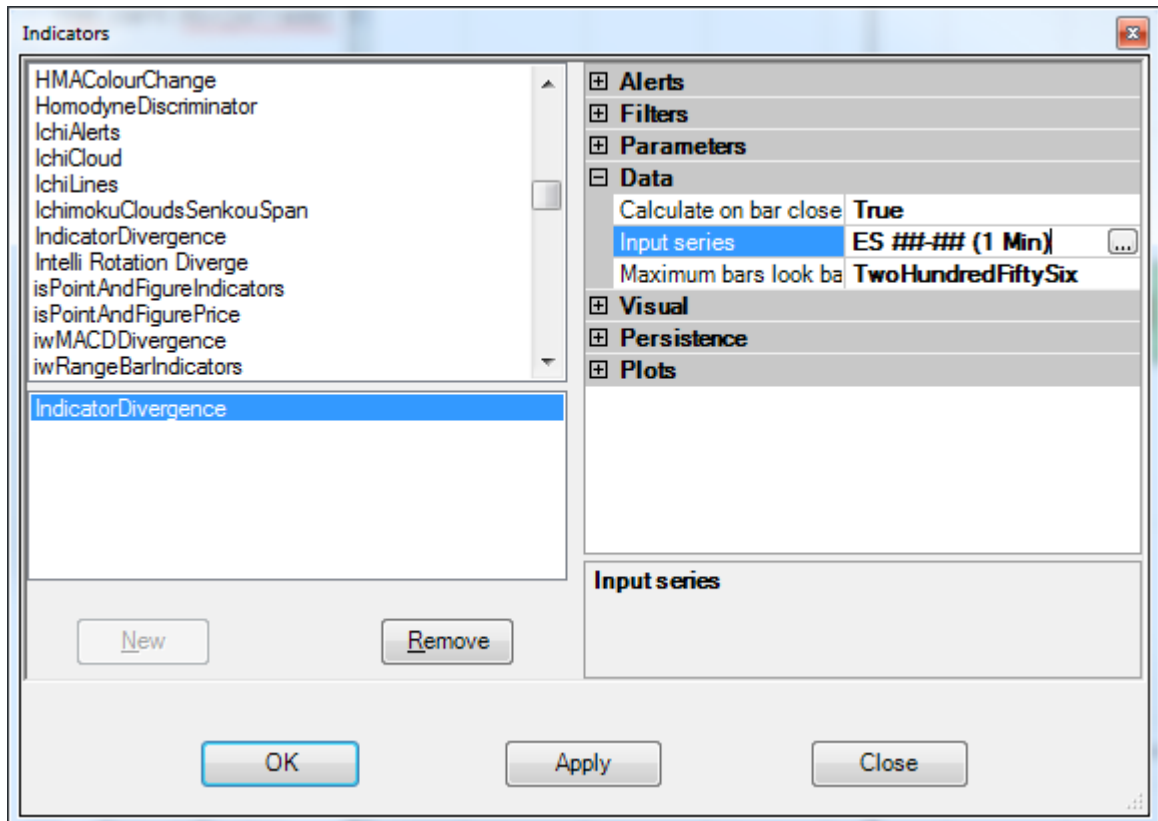 Indicators
HMAColourChange
HomodyneDiscriminator
IchiAlerts
IchiCloud
IchiLines
IchimokuCloudsSenkouSpan
IndicatorDivergence
Intelli Rotation Diverge
isPointAndFigureIndicators
isPointAndFigurePrice
iwMACDDivergence
iwRangeBarIndicators
IndicatorDivergence
New
Remove
Alerts
Filters
Parameters
Data
Calculate on bar close True
Input series ES ##-## (1 Min) ...
Maximum bars look ba TwoHundredFiftySix
Visual
Persistence
Plots
Input series
OK
Apply
Close